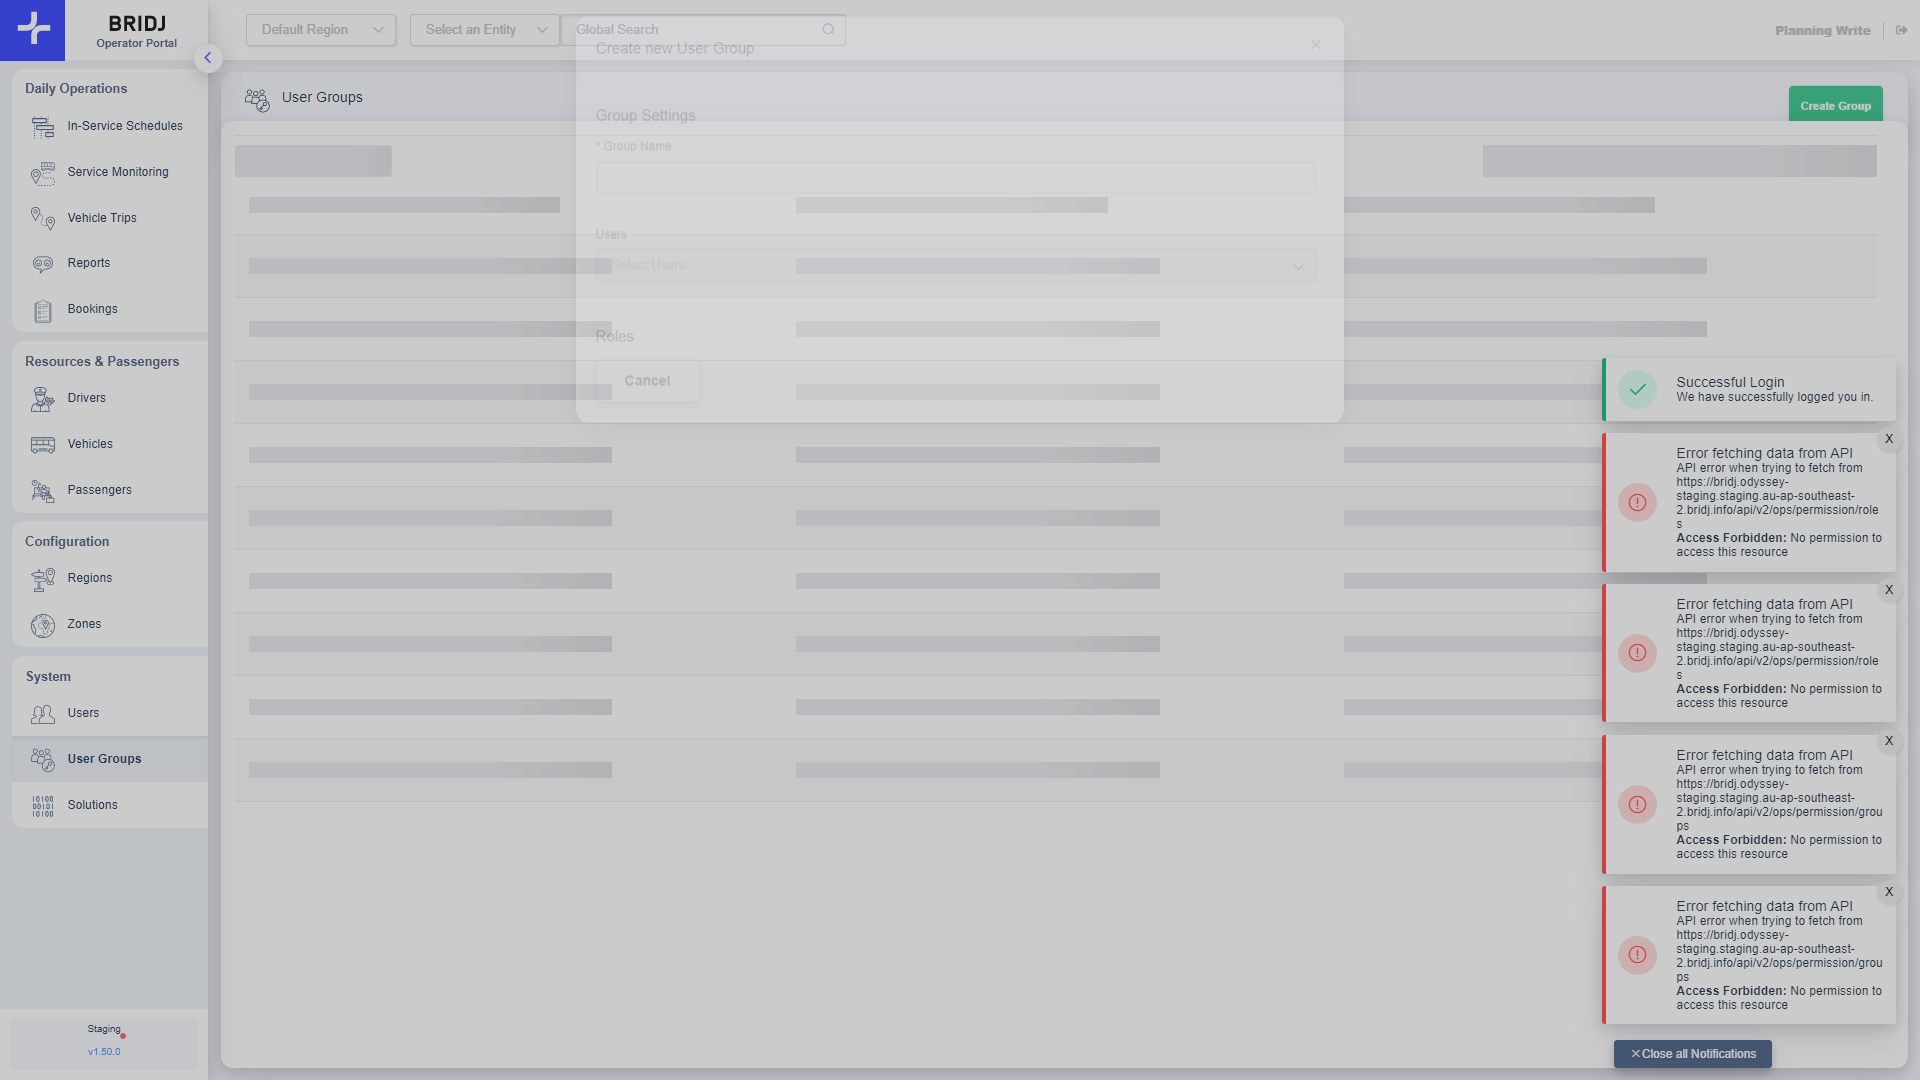 BRIDJ
Operator Portal
Default Region
Select an Entity
Global Search
Planning Write
Create new User Group
Daily Operations
In-Service Schedules
Service Monitoring
Vehicle Trips
Reports
Bookings
Resources & Passengers
Drivers
Vehicles
Passengers
Configuration
Regions
Zones
System
Users
User Groups
Solutions
Staging
v1.50.0
User Groups
Create Group
Group Settings
* Group Name
Users
Select Users
Roles
Cancel
Successful Login
We have successfully logged you in.
X
Error fetching data from API
API error when trying to fetch from
https://bridj.odyssey-
staging.staging.au-ap-southeast-
2.bridj.info/api/v2/ops/permission/role
s
Access Forbidden: No permission to
access this resource
X
Error fetching data from API
API error when trying to fetch from
https://bridj.odyssey-
staging.staging.au-ap-southeast-
2.bridj.info/api/v2/ops/permission/role
s
Access Forbidden: No permission to
access this resource
X
Error fetching data from API
API error when trying to fetch from
https://bridj.odyssey-
staging.staging.au-ap-southeast-
2.bridj.info/api/v2/ops/permission/grou
ps
Access Forbidden: No permission to
access this resource
X
Error fetching data from API
API error when trying to fetch from
https://bridj.odyssey-
staging.staging.au-ap-southeast-
2.bridj.info/api/v2/ops/permission/grou
ps
Access Forbidden: No permission to
access this resource
Close all Notifications